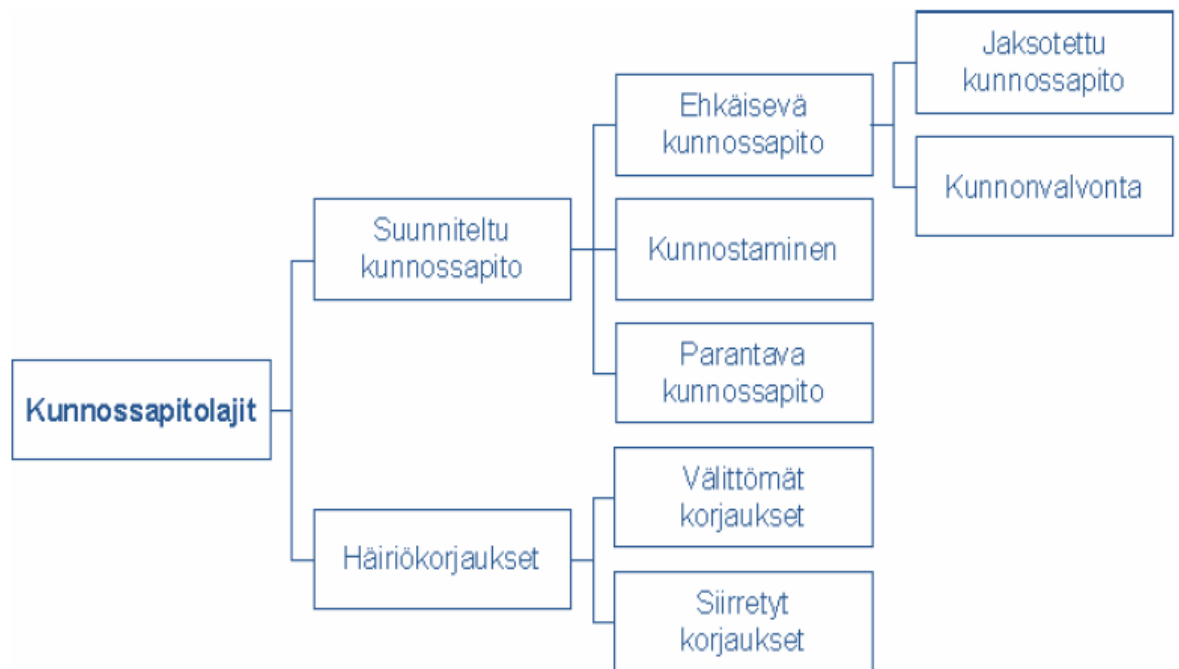 Jaksotettu
kunnossapito
Ehkäisevä
kunnossapito
Kunnonvalvonta
Suunniteltu
kunnossapito
Kunnostaminen
Parantava
kunnossapito
Kunnossapitolajit
Välittömät
korjaukset
Häiriökorjaukset
Siirretyt
korjaukset